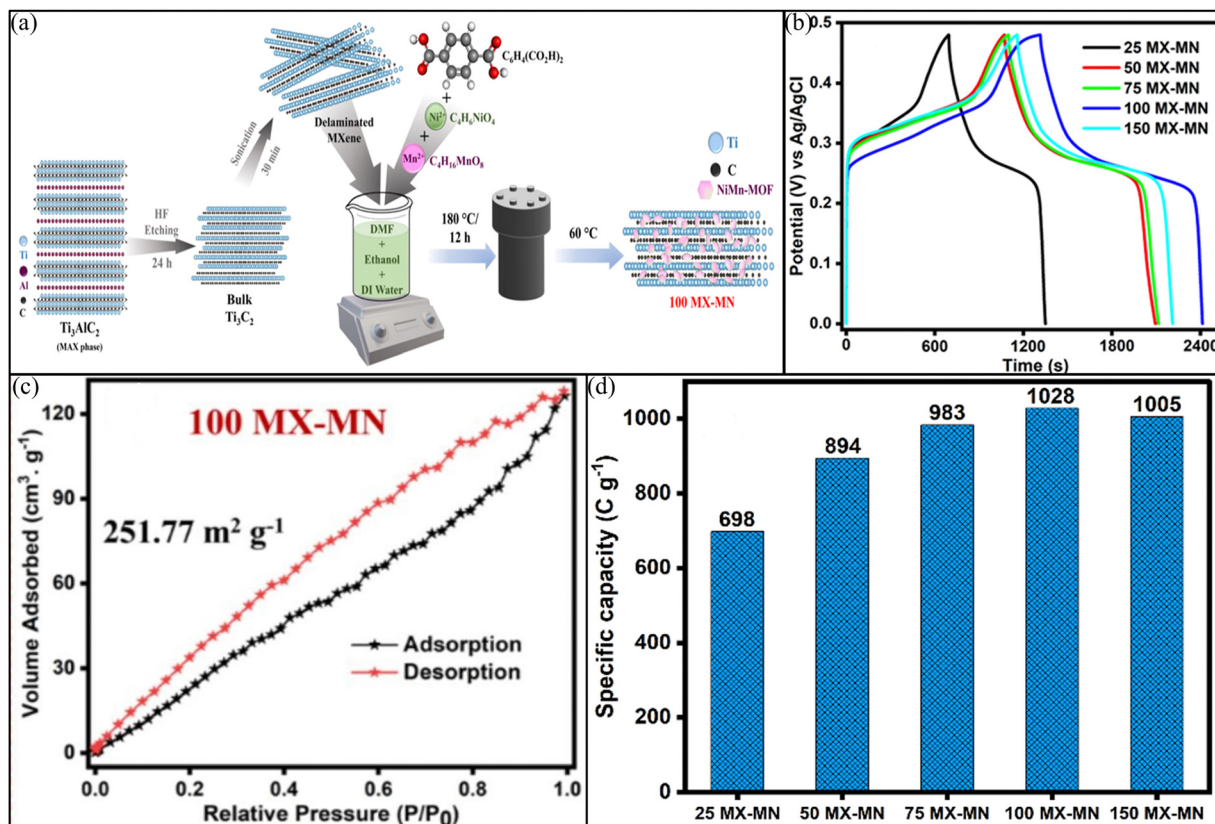 (a)
C₆H₄(CO₂H)₂
+
Ni²⁺ C₄H₆NiO₄
+
Mn²⁺ C₄H₁₆MnO₈
Delaminated
MXene
Sonication
30 min
HF
Etching
24 h
Ti
Al
C
Ti₃AlC₂
(MAX phase)
Bulk
Ti₃C₂
DMF
+
Ethanol
+
DI Water
180 °C/
12 h
60 °C
Ti
C
NiMn-MOF
100 MX-MN
(b)
0.5
0.4
0.3
0.2
0.1
0.0
Potential (V) vs Ag/AgCl
25 MX-MN
50 MX-MN
75 MX-MN
100 MX-MN
150 MX-MN
0 600 1200 1800 2400
Time (s)
(c)
100 MX-MN
251.77 m² g⁻¹
120
90
60
30
0
Volume Adsorbed (cm³. g⁻¹)
Adsorption
Desorption
0.0 0.2 0.4 0.6 0.8 1.0
Relative Pressure (P/P₀)
(d)
1000
800
600
400
200
0
Specific capacity (C g⁻¹)
698
894
983
1028
1005
25 MX-MN 50 MX-MN 75 MX-MN 100 MX-MN 150 MX-MN